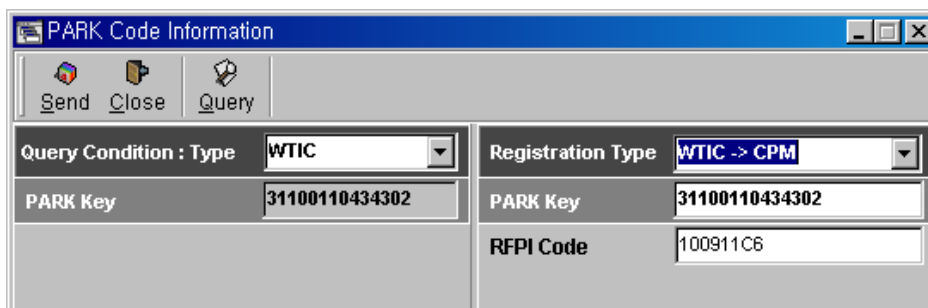 PARK Code Information
Send Close Query
Query Condition : Type WTIC
PARK Key 31100110434302
Registration Type WTIC -> CPM
PARK Key 31100110434302
RFPI Code 100911C6